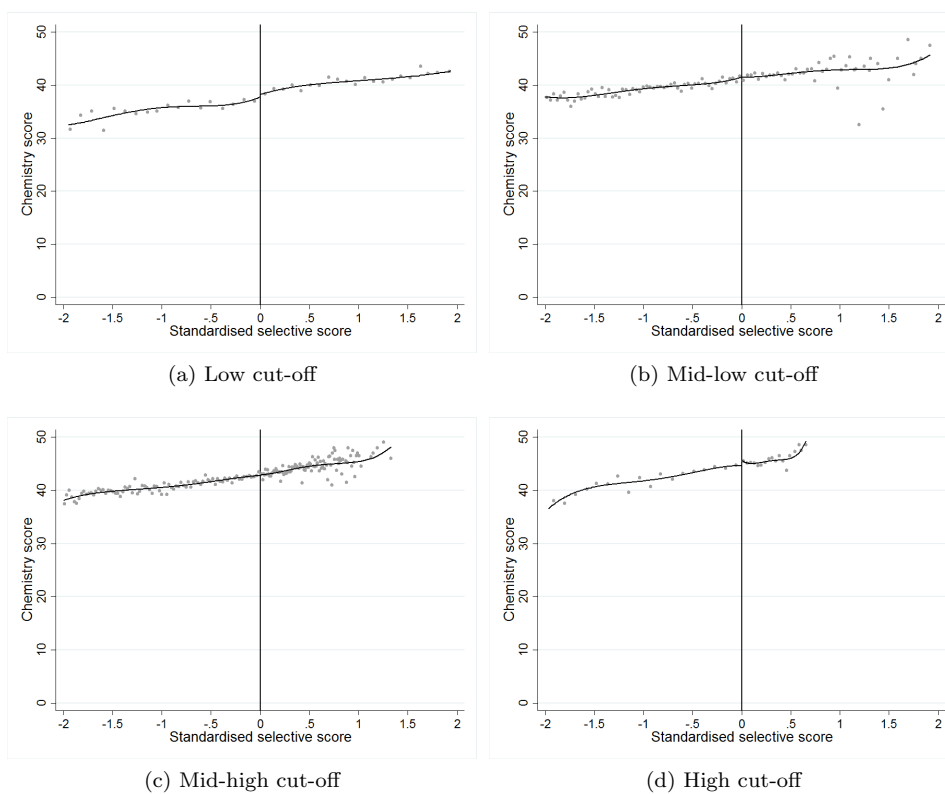 Chemistry score
50
40
30
20
10
0
-2 -1.5 -1 -.5 0 .5 1 1.5 2
Standardised selective score
(a) Low cut-off
Chemistry score
50
40
30
20
10
0
-2 -1.5 -1 -.5 0 .5 1 1.5 2
Standardised selective score
(b) Mid-low cut-off
Chemistry score
50
40
30
20
10
0
-2 -1.5 -1 -.5 0 .5 1 1.5 2
Standardised selective score
(c) Mid-high cut-off
Chemistry score
50
40
30
20
10
0
-2 -1.5 -1 -.5 0 .5 1 1.5 2
Standardised selective score
(d) High cut-off